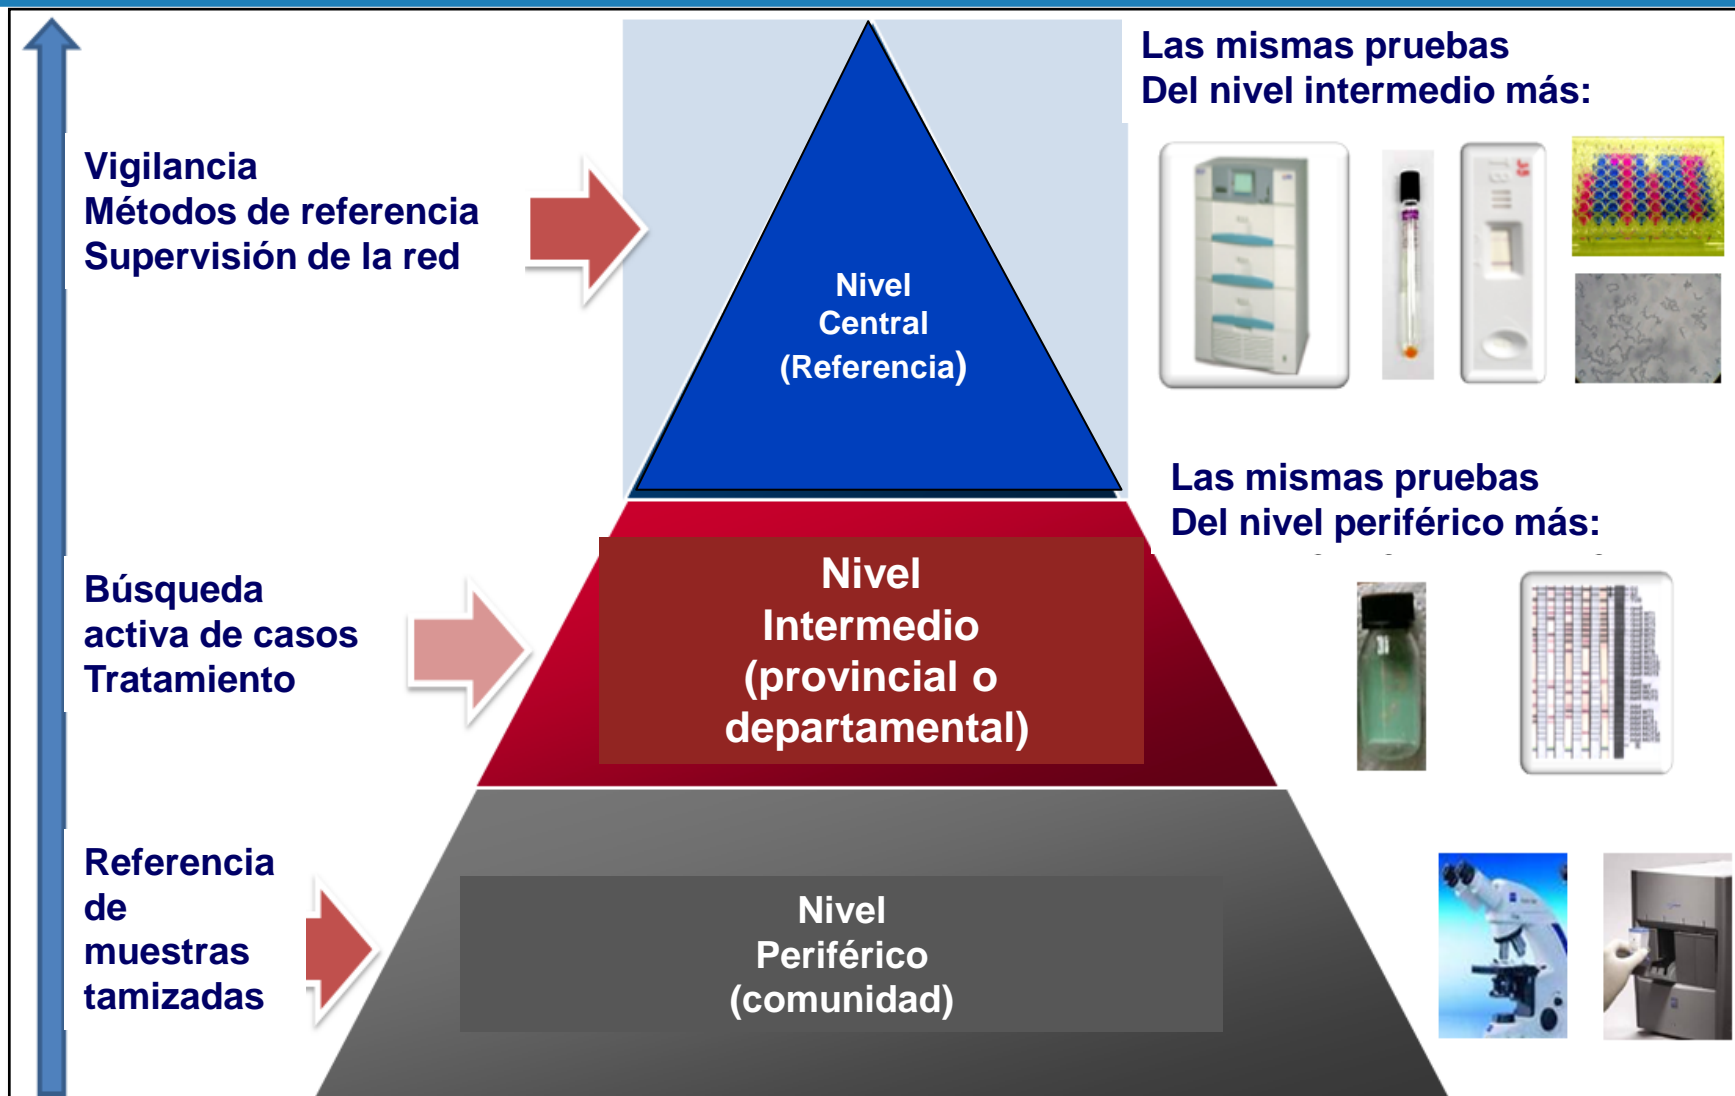 Las mismas pruebas
Del nivel intermedio más:
Vigilancia
Métodos de referencia
Supervisión de la red
Nivel
Central
(Referencia)
Las mismas pruebas
Del nivel periférico más:
Búsqueda
activa de casos
Tratamiento
Nivel
Intermedio
(provincial o
departamental)
Referencia
de
muestras
tamizadas
Nivel
Periférico
(comunidad)